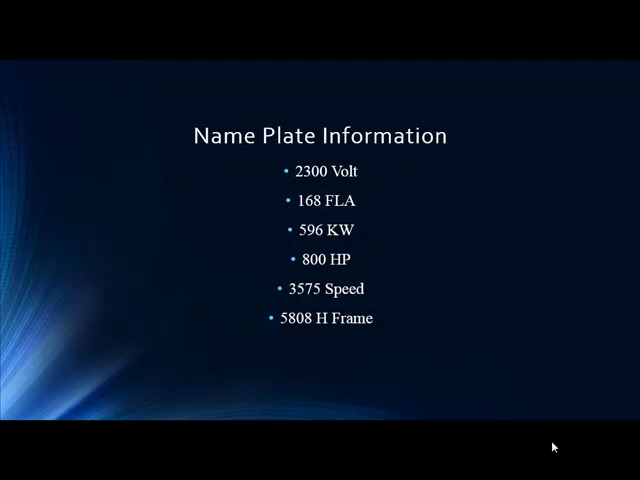 Name Plate Information
• 2300 Volt
• 168 FLA
• 596 KW
• 800 HP
• 3575 Speed
• 5808 H Frame